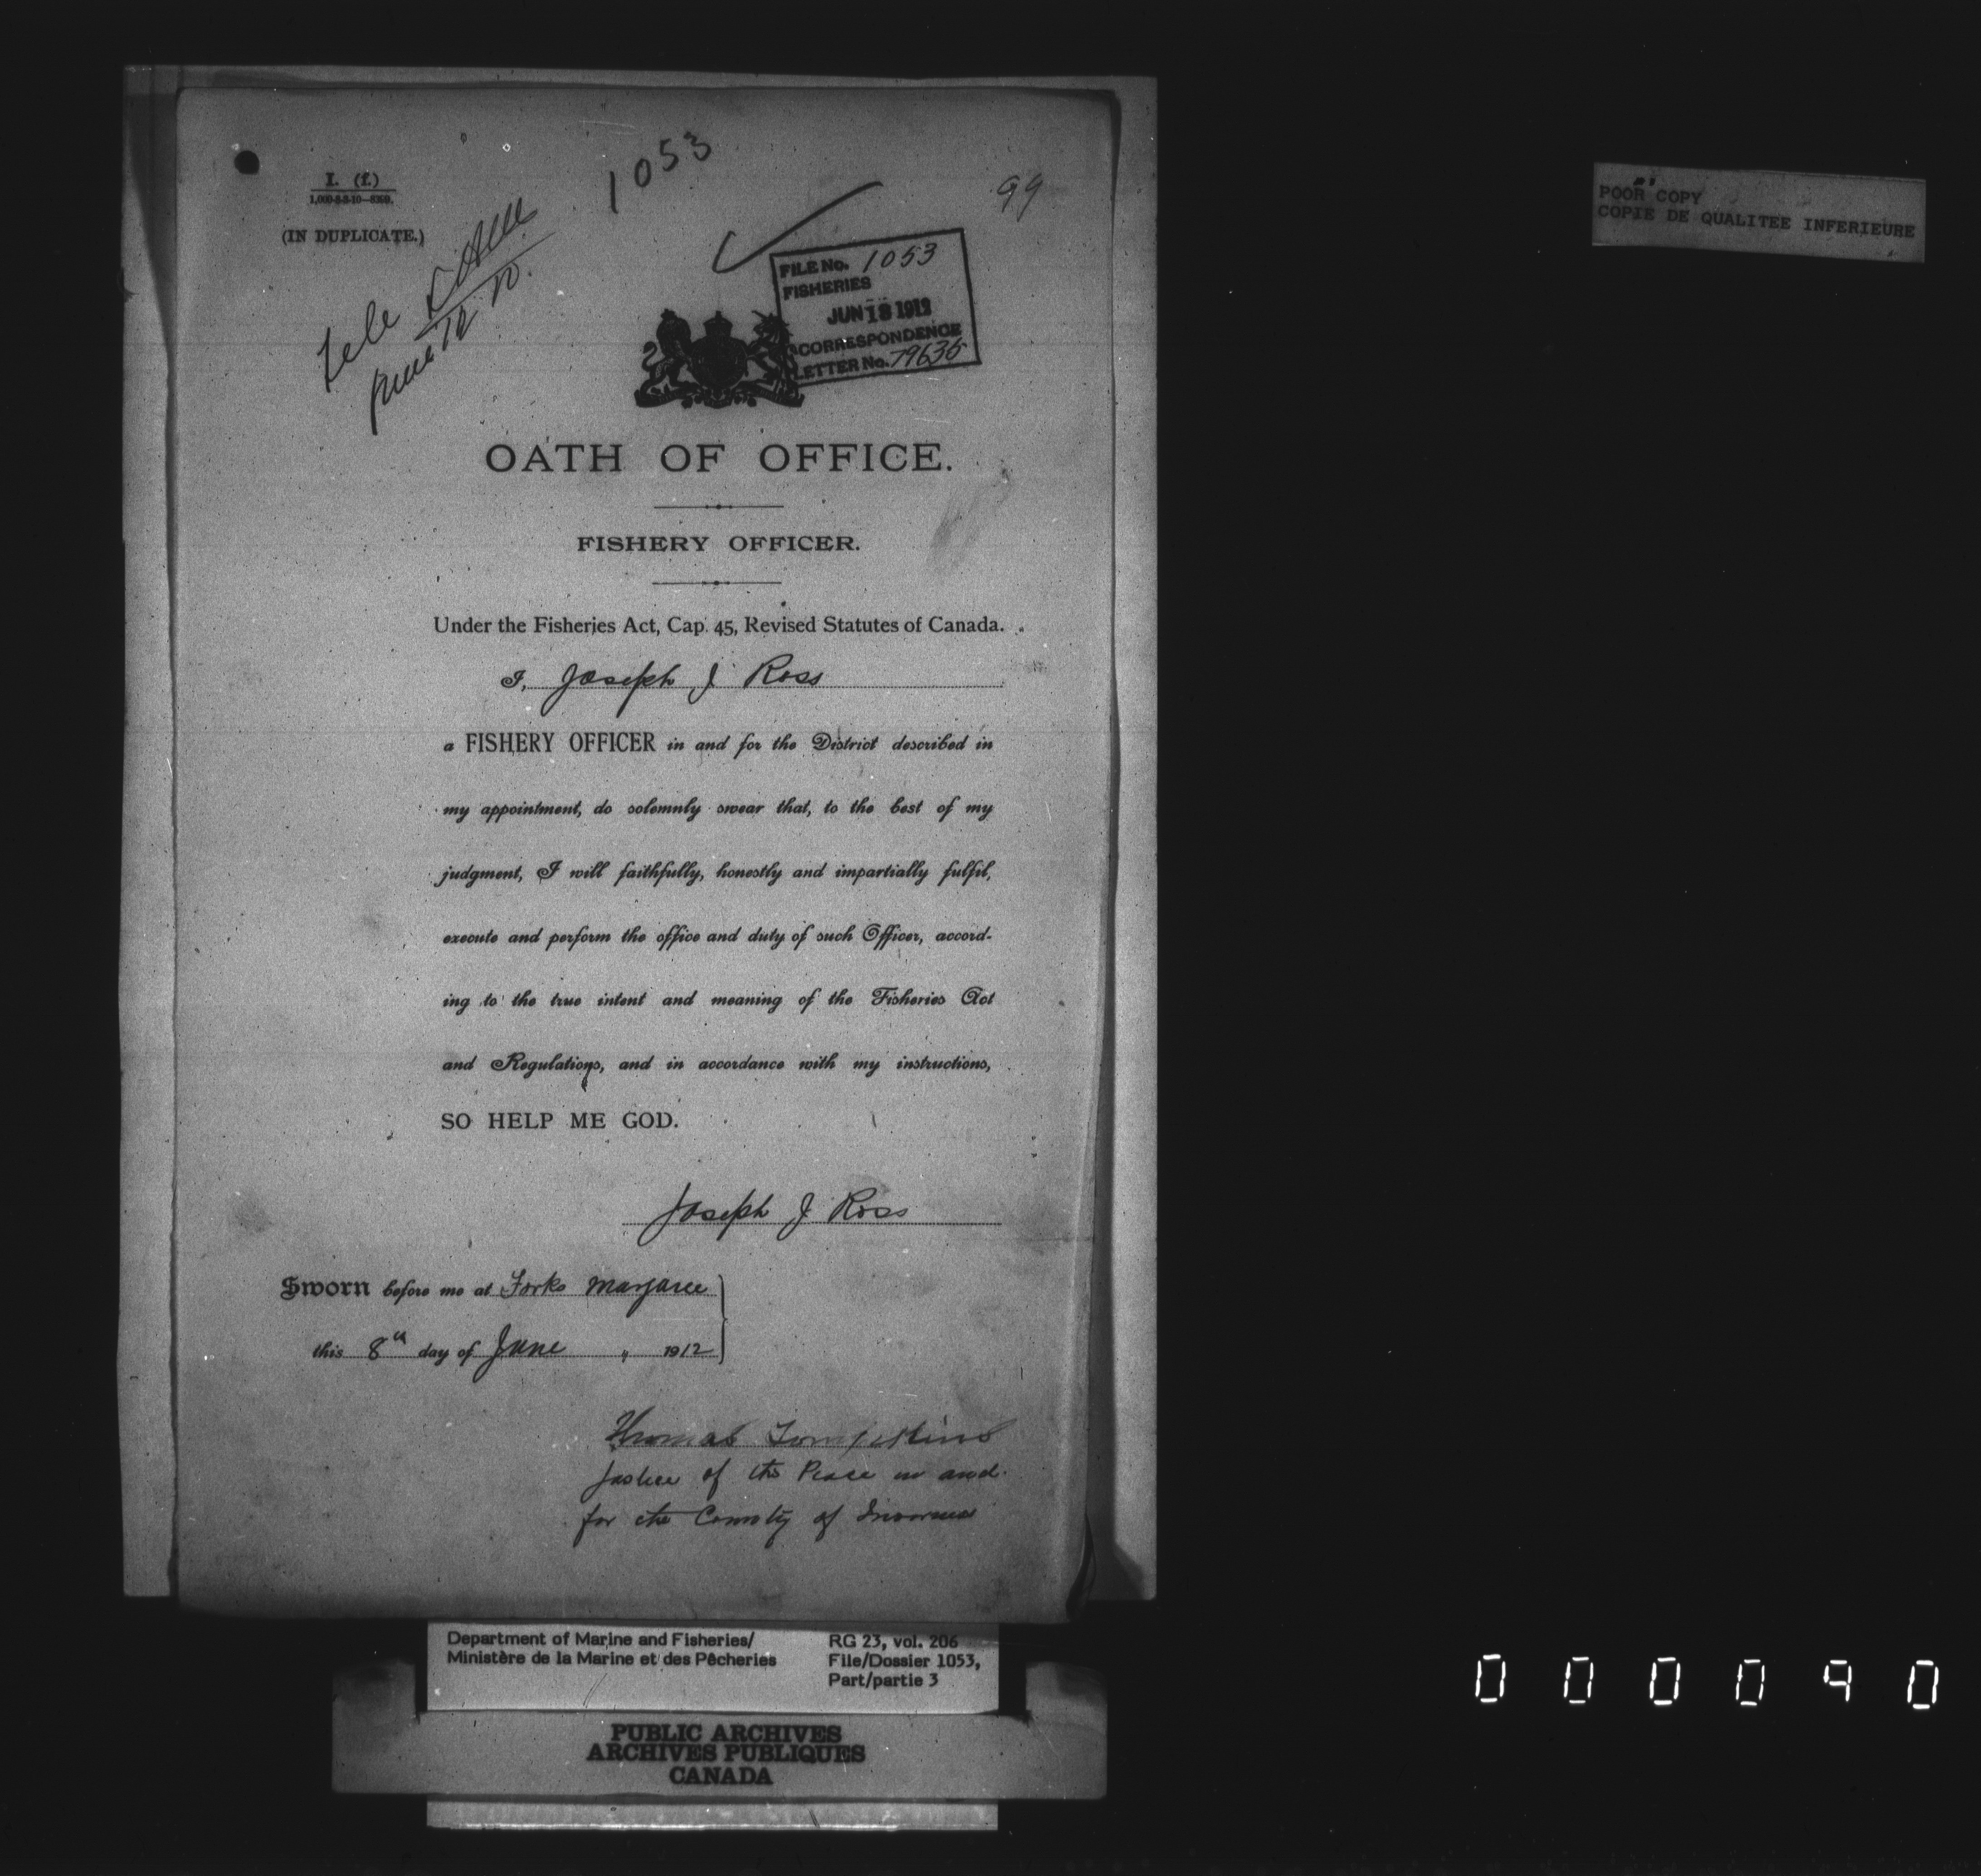 1053
99
I. (f.)
1,000-8-8-10—8369.
(IN DUPLICATE.)
June
FILE No. 1053
FISHERIES
JUN 18 1912
CORRESPONDENCE
LETTER No. 79635
OATH OF OFFICE.
FISHERY OFFICER.
Under the Fisheries Act, Cap. 45, Revised Statutes of Canada.
I, Joseph J Ross
a FISHERY OFFICER in and for the District described in
my appointment, do solemnly swear that, to the best of my
judgment, I will faithfully, honestly and impartially fulfil,
execute and perform the office and duty of such Officer, accord-
ing to the true intent and meaning of the Fisheries Act
and Regulations, and in accordance with my instructions,
SO HELP ME GOD.
Joseph J Ross
Sworn before me at Forks Margaree
this 8th day of June " 1912
Thomas Tompkins
Justice of the Peace in and
for the County of Inverness
POOR COPY
COPIE DE QUALITEE INFERIEURE
Department of Marine and Fisheries/
Ministère de la Marine et des Pêcheries
RG 23, vol. 206
File/Dossier 1053,
Part/partie 3
PUBLIC ARCHIVES
ARCHIVES PUBLIQUES
CANADA
000090